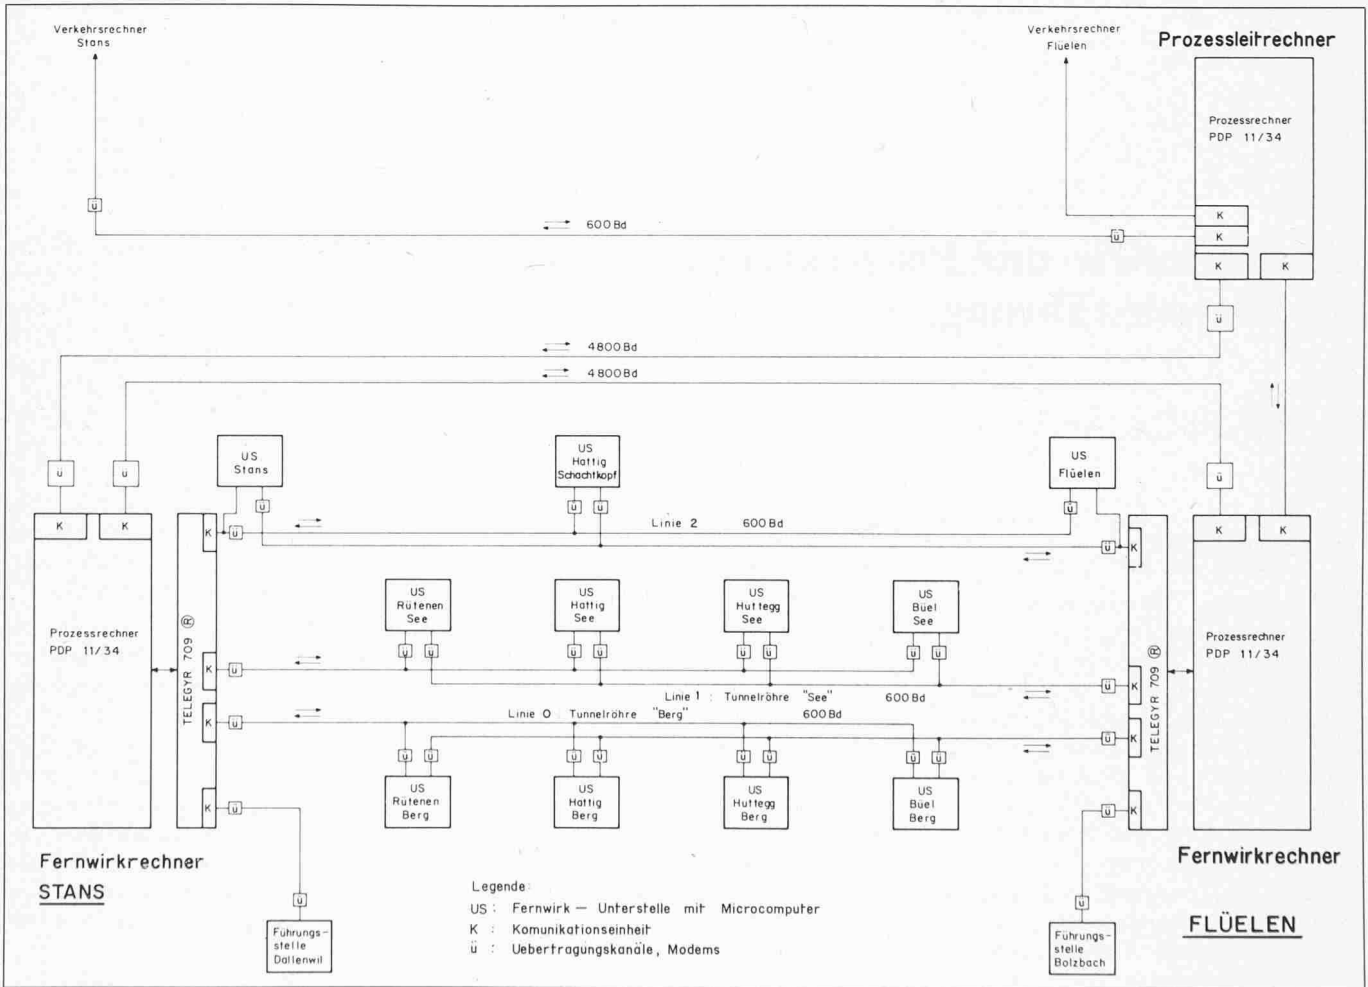 Verkehrsrechner
Stans
Verkehrsrechner
Flüelen
Prozessleitrechner
Prozessrechner
PDP 11/34
K
ü
600 Bd
ü
K
K
K
ü
4800 Bd
4800 Bd
US
Stans
US
Hattig
Schachtkopf
US
Flüelen
ü
ü
ü
ü
ü
ü
ü
K
K
K
ü
Linie 2 600 Bd
ü
K
K
K
US
Rütenen
See
US
Hattig
See
US
Huttegg
See
US
Büel
See
Prozessrechner
PDP 11/34
TELEGYR 709 ®
ü
ü
ü
ü
ü
ü
ü
ü
TELEGYR 709 ®
Prozessrechner
PDP 11/34
K
ü
ü
K
Linie 1 : Tunnelröhre "See" 600 Bd
Linie 0 : Tunnelröhre "Berg" 600 Bd
K
ü
ü
K
ü
ü
ü
ü
ü
ü
ü
ü
US
Rütenen
Berg
US
Hattig
Berg
US
Huttegg
Berg
US
Büel
Berg
K
ü
ü
K
Fernwirkrechner
STANS
Fernwirkrechner
FLÜELEN
ü
Führungs-
stelle
Dallenwil
ü
Führungs-
stelle
Bolzbach
Legende:
US : Fernwirk — Unterstelle mit Microcomputer
K : Komunikationseinheit
ü : Uebertragungskanäle, Modems